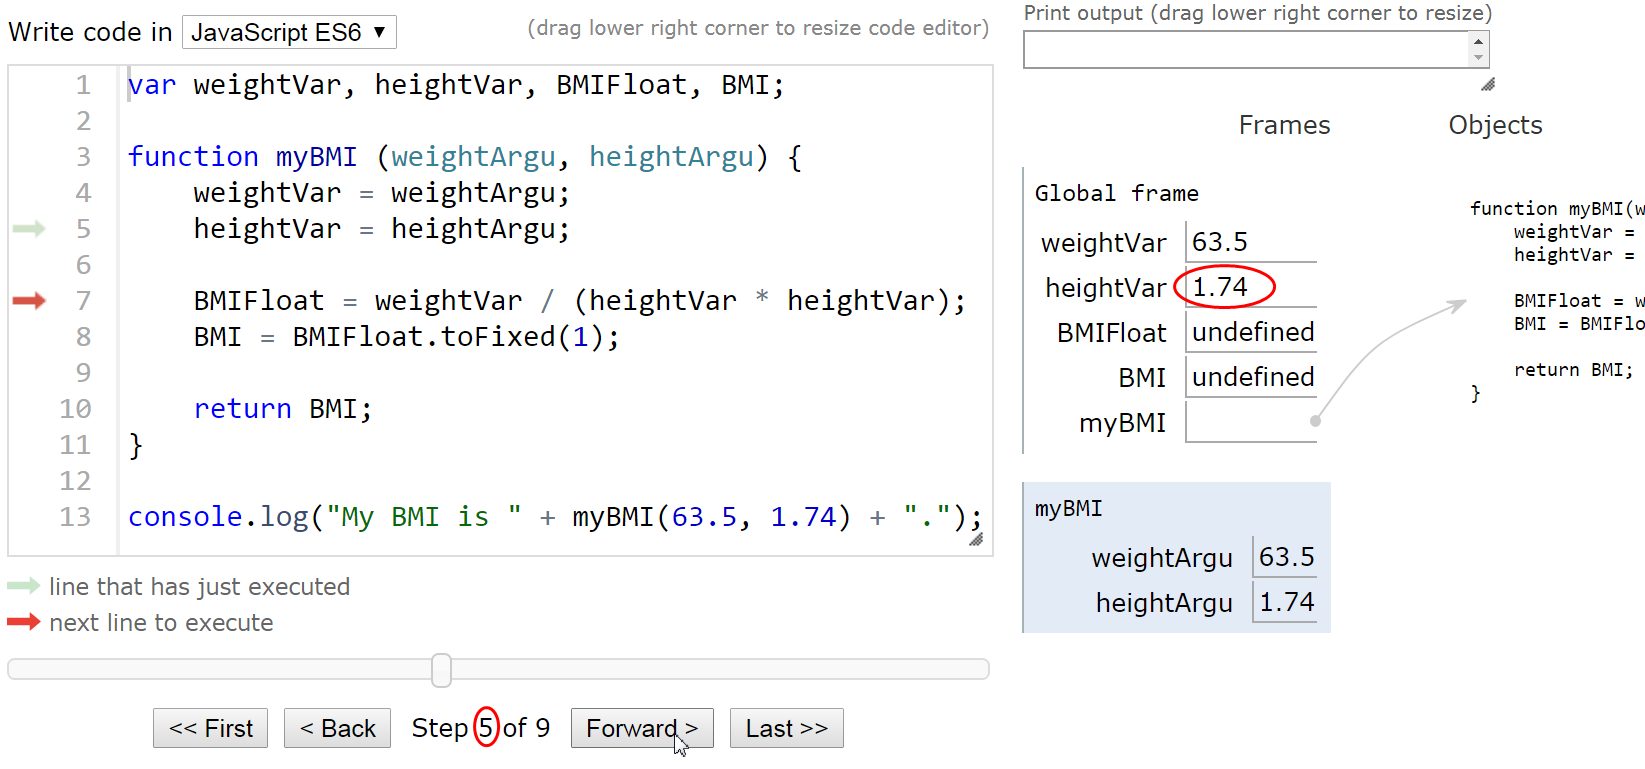 Write code in JavaScript ES6 ▼
(drag lower right corner to resize code editor)
1 var weightVar, heightVar, BMIFloat, BMI;
2
3 function myBMI (weightArgu, heightArgu) {
4 weightVar = weightArgu;
5 heightVar = heightArgu;
6
7 BMIFloat = weightVar / (heightVar * heightVar);
8 BMI = BMIFloat.toFixed(1);
9
10 return BMI;
11 }
12
13 console.log("My BMI is " + myBMI(63.5, 1.74) + ".");
line that has just executed
next line to execute
<< First < Back Step 5 of 9 Forward > Last >>
Print output (drag lower right corner to resize)
Frames Objects
Global frame
weightVar 63.5
heightVar 1.74
BMIFloat undefined
BMI undefined
myBMI
function myBMI(w
weightVar =
heightVar =
BMIFloat = w
BMI = BMIFlo
return BMI;
}
myBMI
weightArgu 63.5
heightArgu 1.74